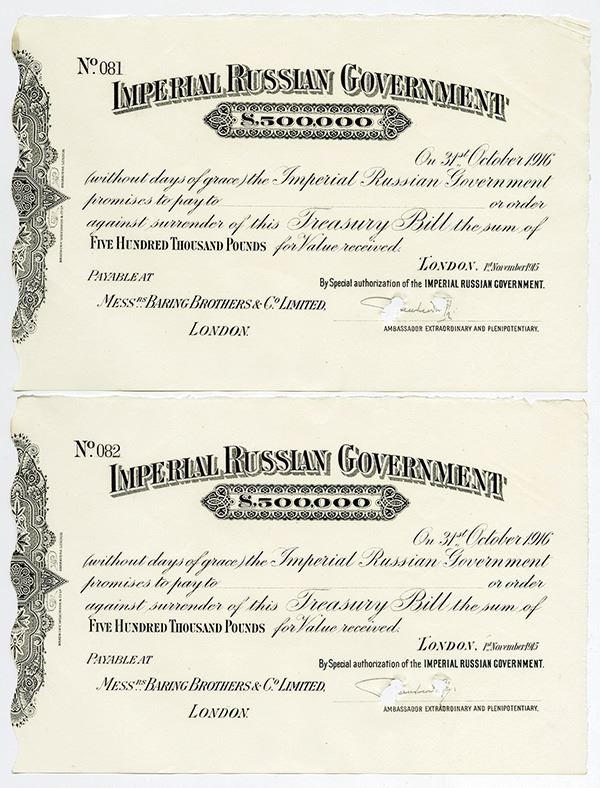 No. 081
IMPERIAL RUSSIAN GOVERNMENT
£.500,000
On 31st October 1916
(without days of grace) the Imperial Russian Government
promises to pay to or order
against surrender of this Treasury Bill the sum of
FIVE HUNDRED THOUSAND POUNDS for Value received.
LONDON, 1st November 1915
PAYABLE AT
By Special authorization of the IMPERIAL RUSSIAN GOVERNMENT.
MESSRS BARING BROTHERS & CO LIMITED,
LONDON.
AMBASSADOR EXTRAORDINARY AND PLENIPOTENTIARY.
No. 082
IMPERIAL RUSSIAN GOVERNMENT
£.500,000
On 31st October 1916
(without days of grace) the Imperial Russian Government
promises to pay to or order
against surrender of this Treasury Bill the sum of
FIVE HUNDRED THOUSAND POUNDS for Value received.
LONDON, 1st November 1915
PAYABLE AT
By Special authorization of the IMPERIAL RUSSIAN GOVERNMENT.
MESSRS BARING BROTHERS & CO LIMITED,
LONDON.
AMBASSADOR EXTRAORDINARY AND PLENIPOTENTIARY.